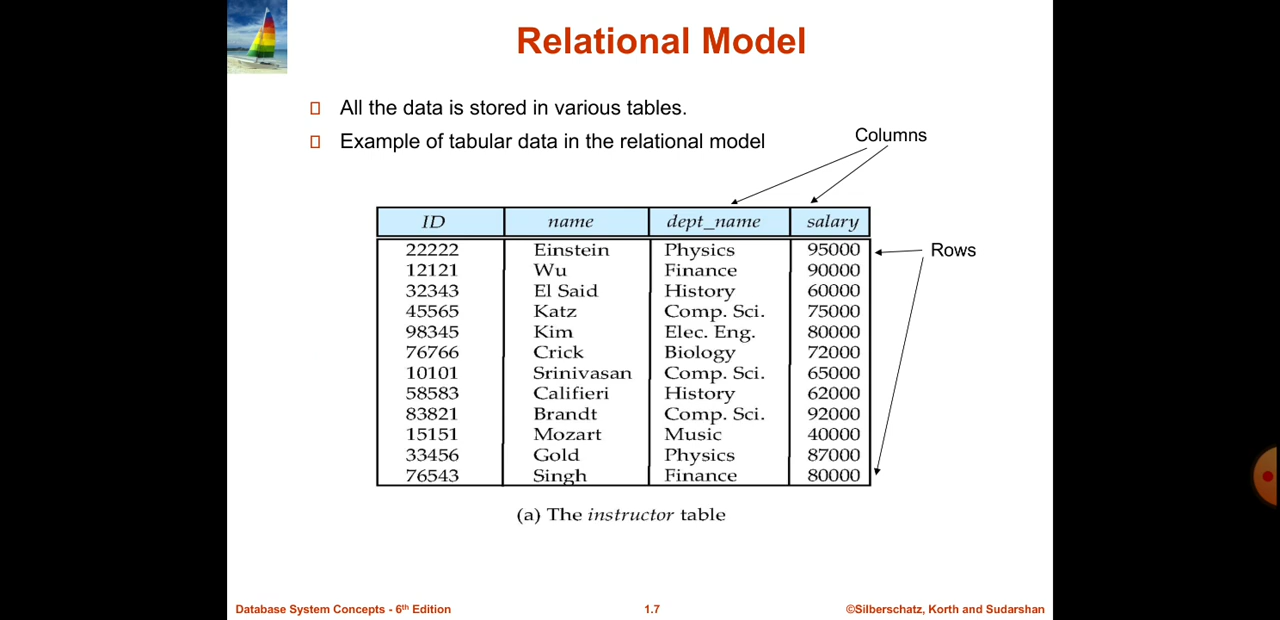 Relational Model
All the data is stored in various tables.
Example of tabular data in the relational model
Columns
ID name dept_name salary
22222 Einstein Physics 95000
Rows
12121 Wu Finance 90000
32343 El Said History 60000
45565 Katz Comp. Sci. 75000
98345 Kim Elec. Eng. 80000
76766 Crick Biology 72000
10101 Srinivasan Comp. Sci. 65000
58583 Califieri History 62000
83821 Brandt Comp. Sci. 92000
15151 Mozart Music 40000
33456 Gold Physics 87000
76543 Singh Finance 80000
(a) The instructor table
Database System Concepts - 6th Edition 1.7 ©Silberschatz, Korth and Sudarshan